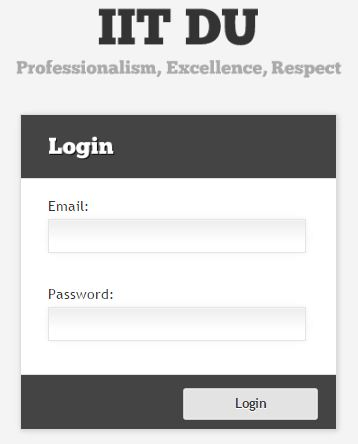 IIT DU
Professionalism, Excellence, Respect
Login
Email:
Password:
Login